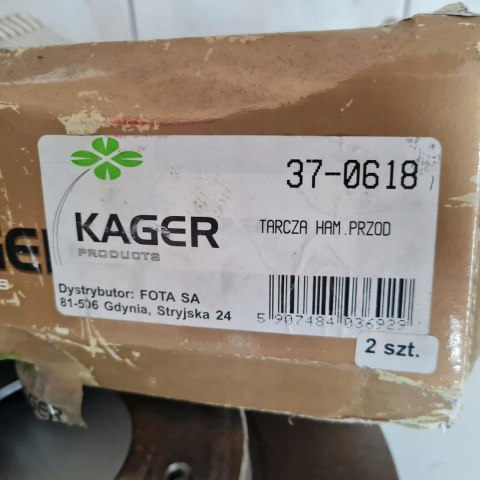 37-0618
KAGER
PRODUCTS
TARCZA HAM.PRZOD
Dystrybutor: FOTA SA
81-506 Gdynia, Stryjska 24
5 907484 036929
2 szt.